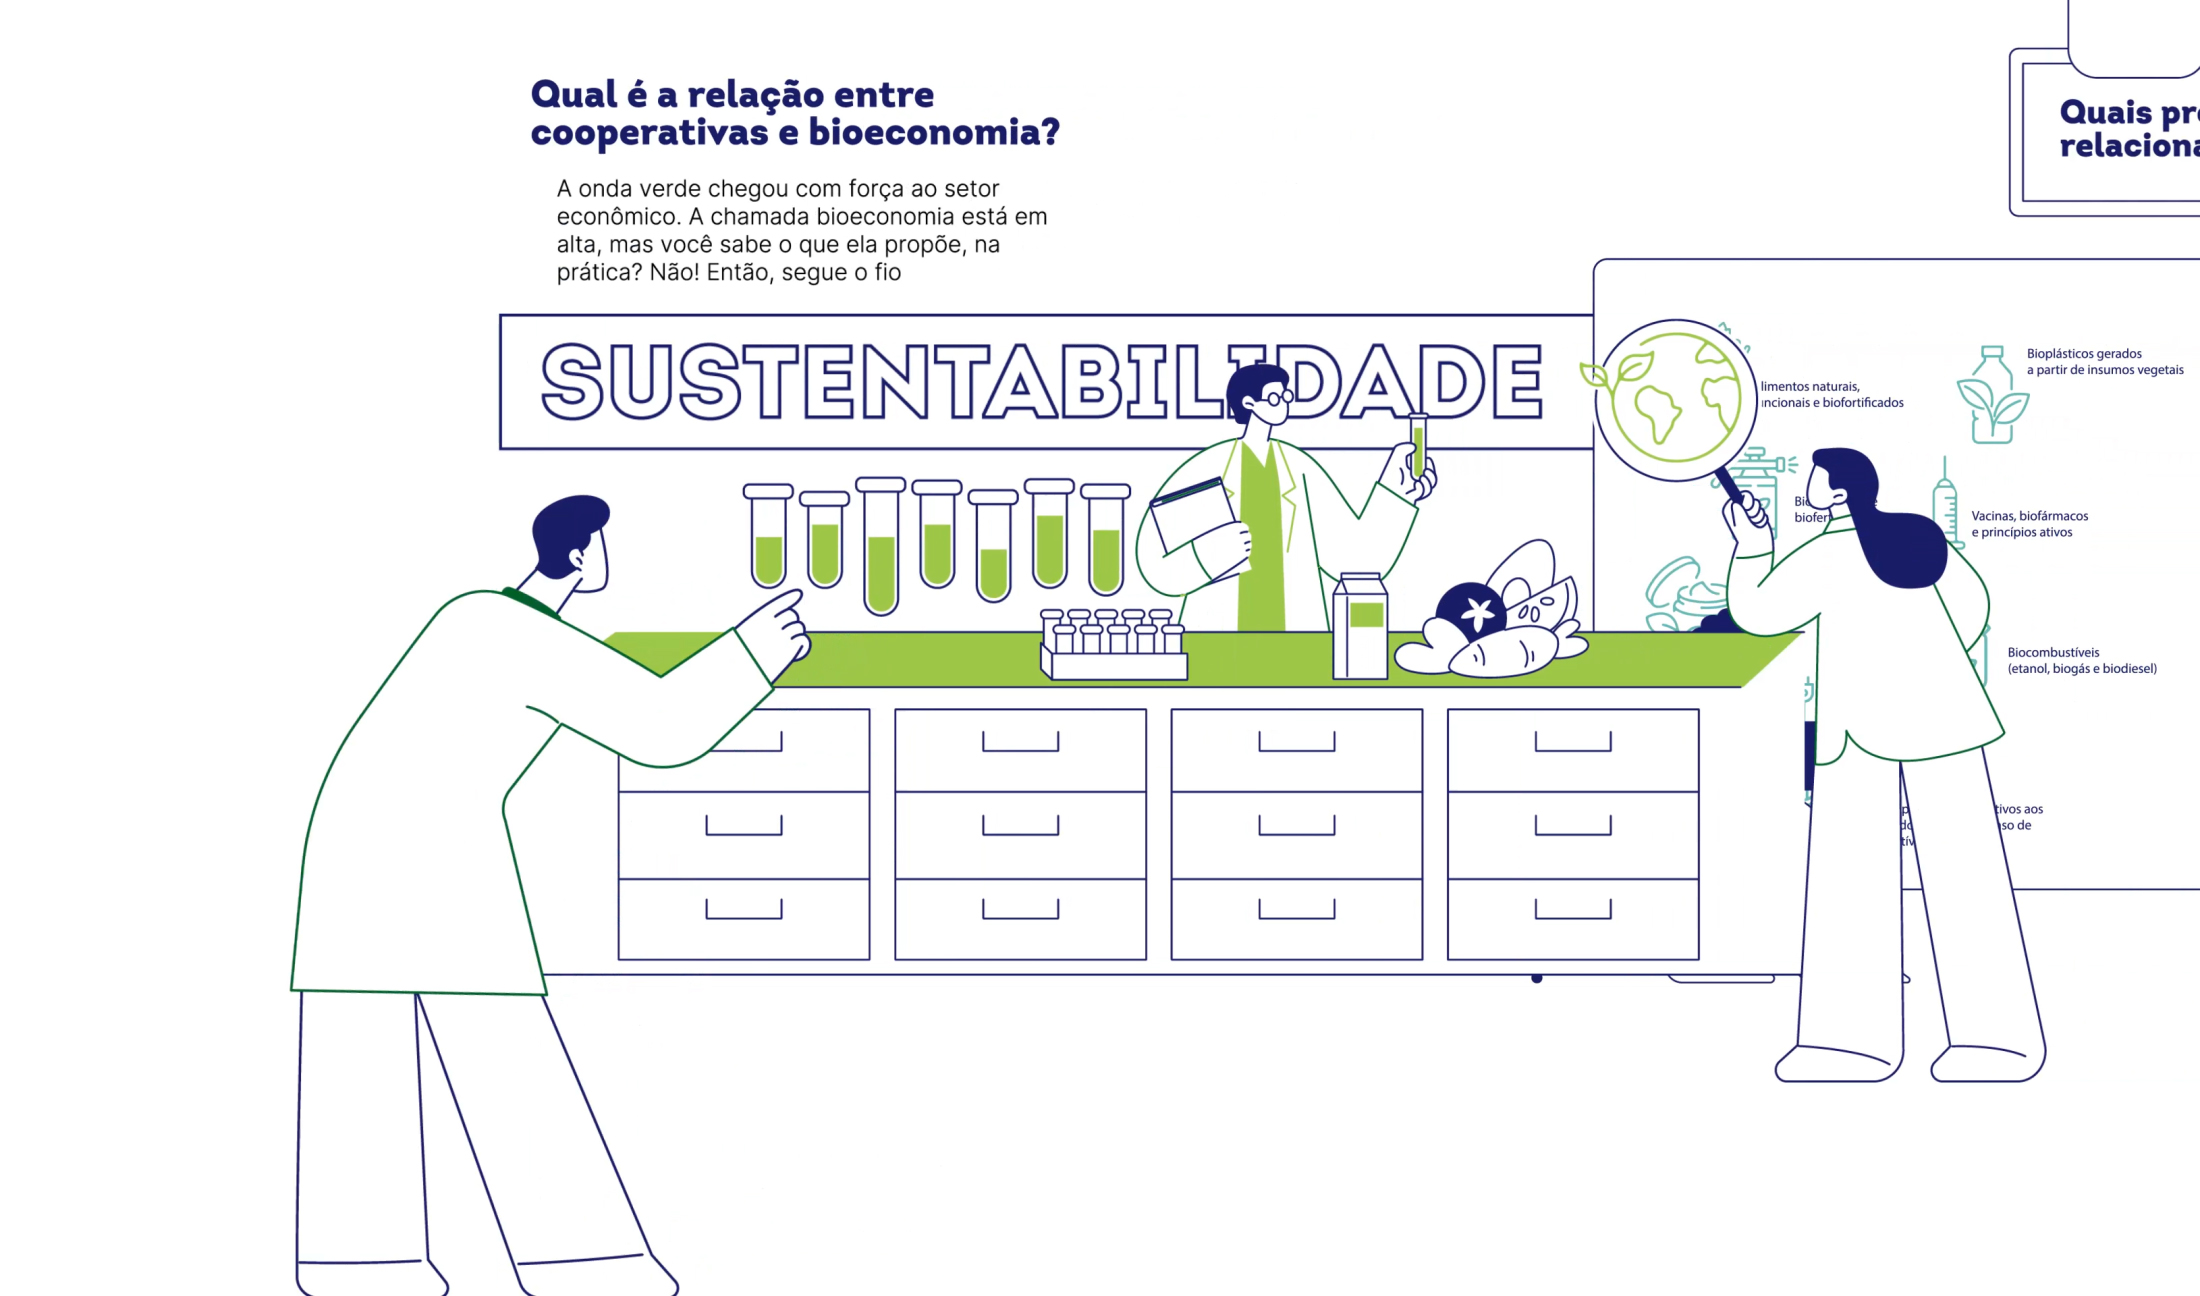 Qual é a relação entre
cooperativas e bioeconomia?
A onda verde chegou com força ao setor
econômico. A chamada bioeconomia está em
alta, mas você sabe o que ela propõe, na
prática? Não! Então, segue o fio
SUSTENTABILIDADE
Quais
relaciona
limentos naturais,
ncionais e biofortificados
Bioplásticos gerados
a partir de insumos vegetais
biofert
Vacinas, biofármacos
e princípios ativos
Biocombustíveis
(etanol, biogás e biodiesel)
tivos aos
so de